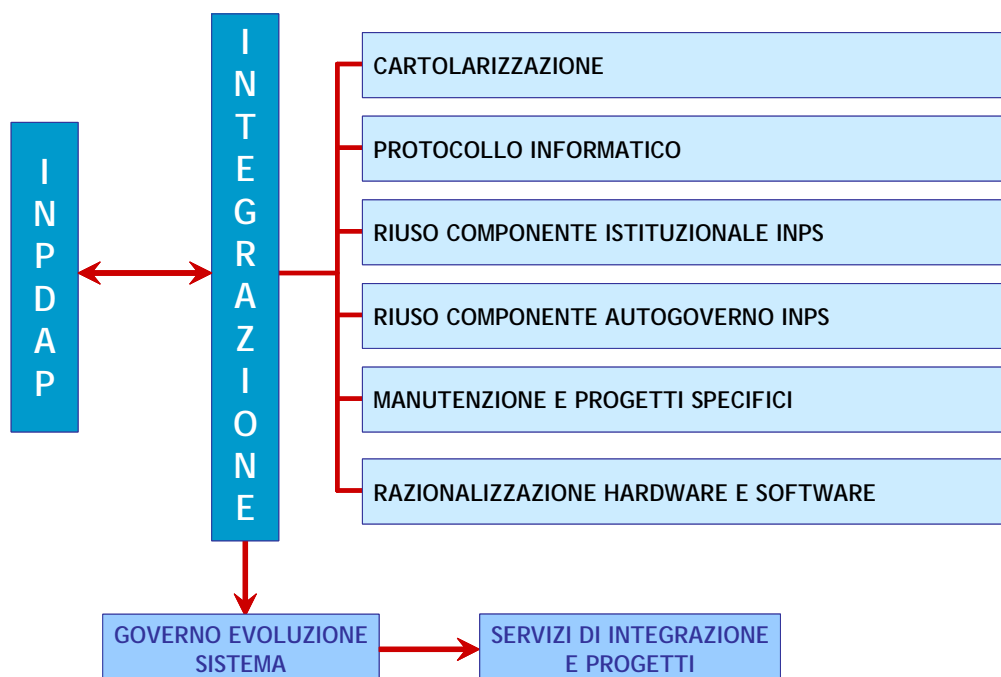 INPDAP
INTEGRAZIONE
CARTOLARIZZAZIONE
PROTOCOLLO INFORMATICO
RIUSO COMPONENTE ISTITUZIONALE INPS
RIUSO COMPONENTE AUTOGOVERNO INPS
MANUTENZIONE E PROGETTI SPECIFICI
RAZIONALIZZAZIONE HARDWARE E SOFTWARE
GOVERNO EVOLUZIONE
SISTEMA
SERVIZI DI INTEGRAZIONE
E PROGETTI